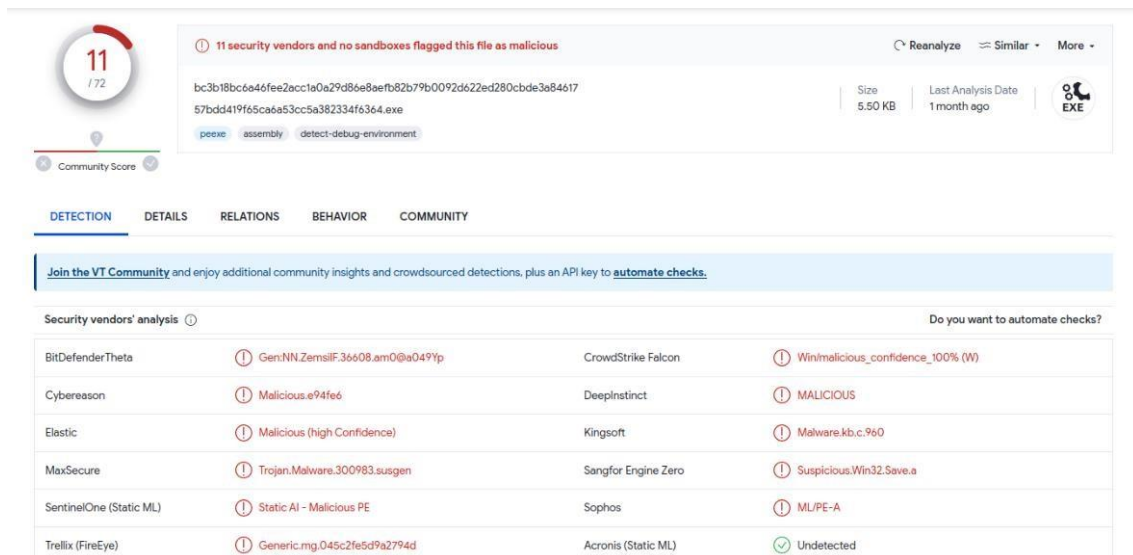 11
/ 72
Community Score
11 security vendors and no sandboxes flagged this file as malicious
Reanalyze Similar More
bc3b18bc6a46fee2acc1a0a29d86e8aefb82b79b0092d622ed280cbde3a84617
57bdd419f65ca6a53cc5a382334f6364.exe
peexe assembly detect-debug-environment
Size
5.50 KB
Last Analysis Date
1 month ago
EXE
DETECTION DETAILS RELATIONS BEHAVIOR COMMUNITY
Join the VT Community and enjoy additional community insights and crowdsourced detections, plus an API key to automate checks.
Security vendors' analysis Do you want to automate checks?
BitDefenderTheta Gen:NN.ZemsilF.36608.am0@a049Yp CrowdStrike Falcon Win/malicious_confidence_100% (W)
Cybereason Malicious.e94fe6 DeepInstinct MALICIOUS
Elastic Malicious (high Confidence) Kingsoft Malware.kb.c.960
MaxSecure Trojan.Malware.300983.susgen Sangfor Engine Zero Suspicious.Win32.Save.a
SentinelOne (Static ML) Static AI - Malicious PE Sophos ML/PE-A
Trellix (FireEye) Generic.mg.045c2fe5d9a2794d Acronis (Static ML) Undetected